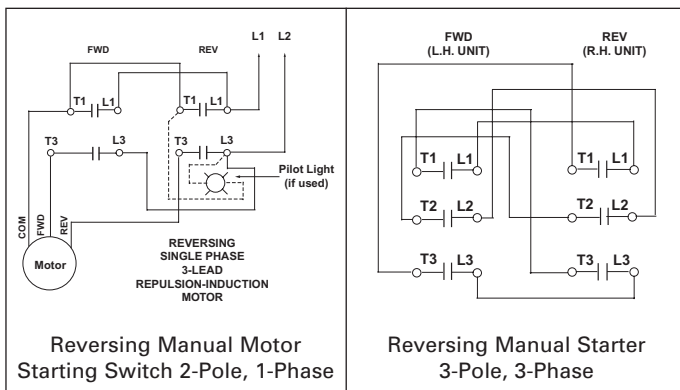 L1 L2
FWD REV
T1 L1 T1 L1
T3 L3 T3 L3
Pilot Light
(if used)
COM
FWD
REV
Motor
REVERSING
SINGLE PHASE
3-LEAD
REPULSION-INDUCTION
MOTOR
Reversing Manual Motor
Starting Switch 2-Pole, 1-Phase
FWD
(L.H. UNIT)
REV
(R.H. UNIT)
T1 L1 T1 L1
T2 L2 T2 L2
T3 L3 T3 L3
Reversing Manual Starter
3-Pole, 3-Phase